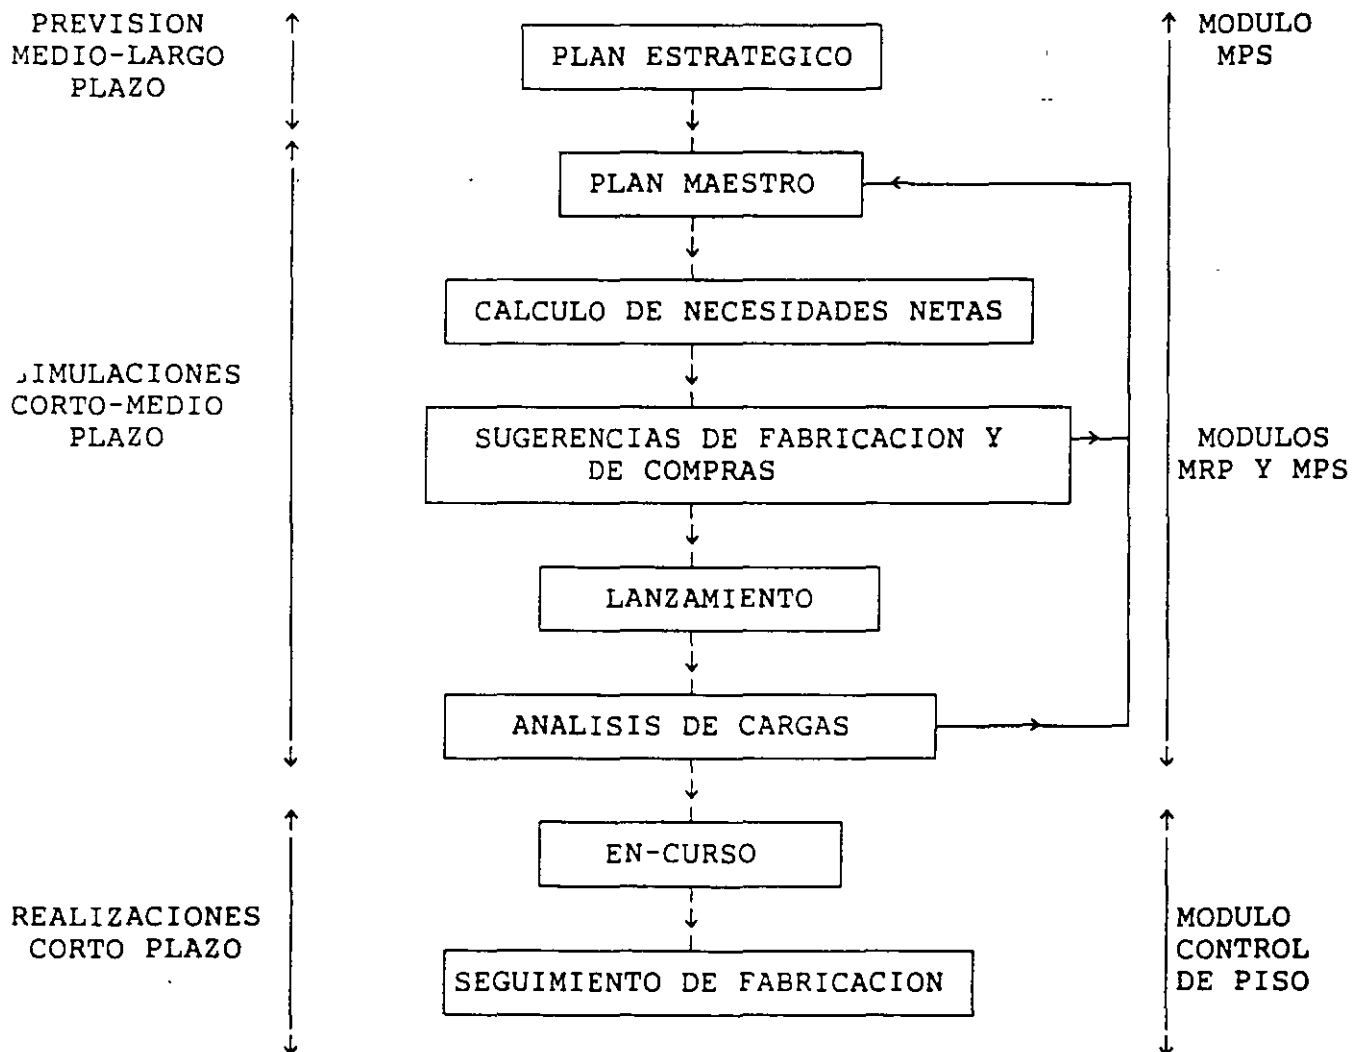 PREVISION
MEDIO-LARGO
PLAZO
PLAN ESTRATEGICO
MODULO
MPS
PLAN MAESTRO
CALCULO DE NECESIDADES NETAS
IMULACIONES
CORTO-MEDIO
PLAZO
SUGERENCIAS DE FABRICACION Y
DE COMPRAS
MODULOS
MRP Y MPS
LANZAMIENTO
ANALISIS DE CARGAS
EN-CURSO
REALIZACIONES
CORTO PLAZO
MODULO
CONTROL
DE PISO
SEGUIMIENTO DE FABRICACION